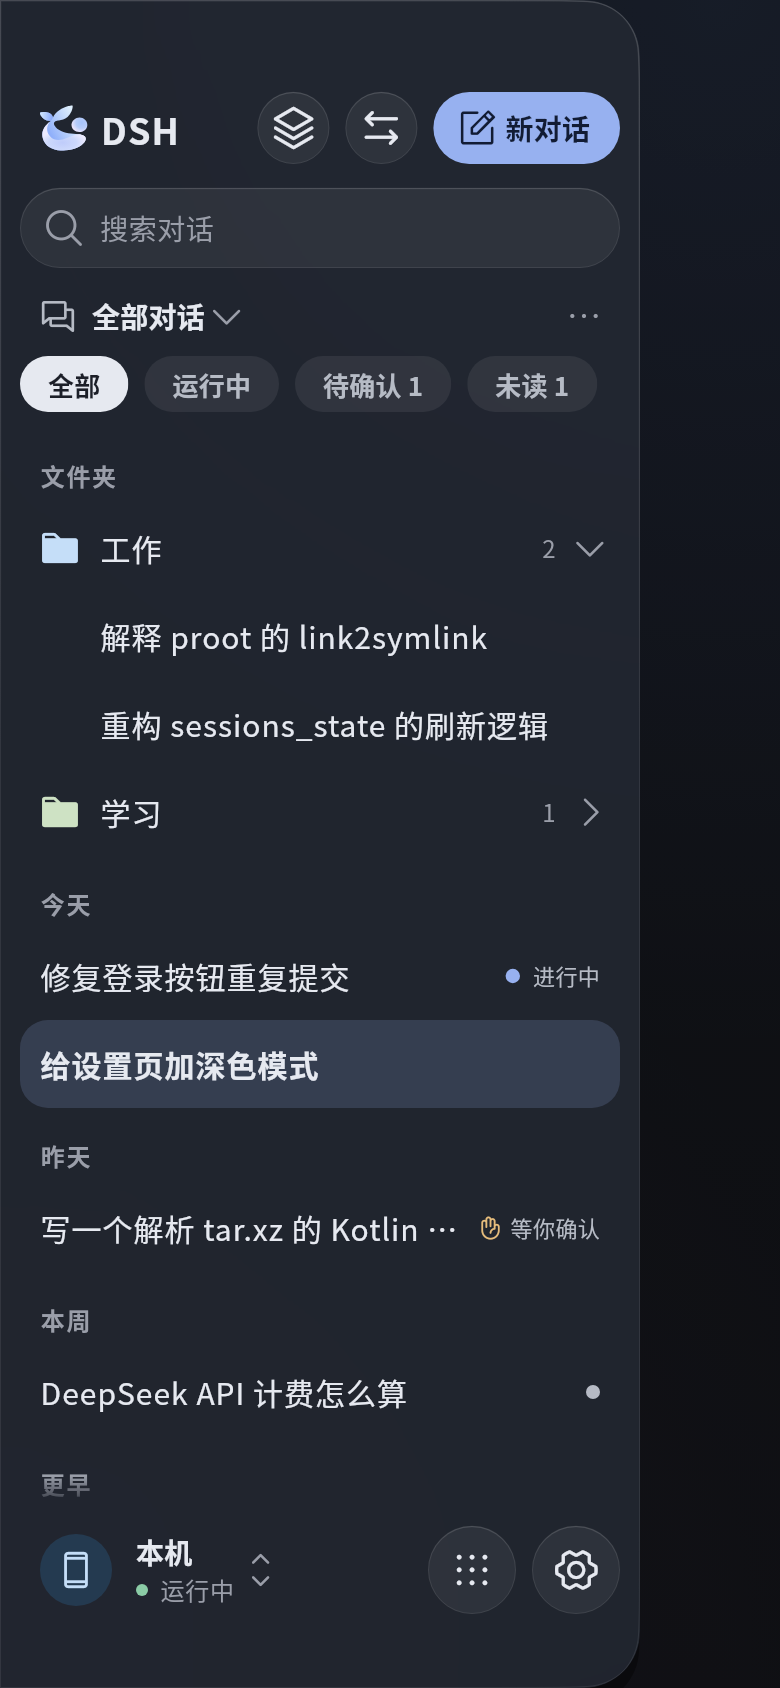 DSH
新对话
搜索对话
全部对话
全部 运行中 待确认 1 未读 1
文件夹
工作 2
解释 proot 的 link2symlink
重构 sessions_state 的刷新逻辑
学习 1
今天
修复登录按钮重复提交 进行中
给设置页加深色模式
昨天
写一个解析 tar.xz 的 Kotlin … 等你确认
本周
DeepSeek API 计费怎么算
更早
本机
运行中